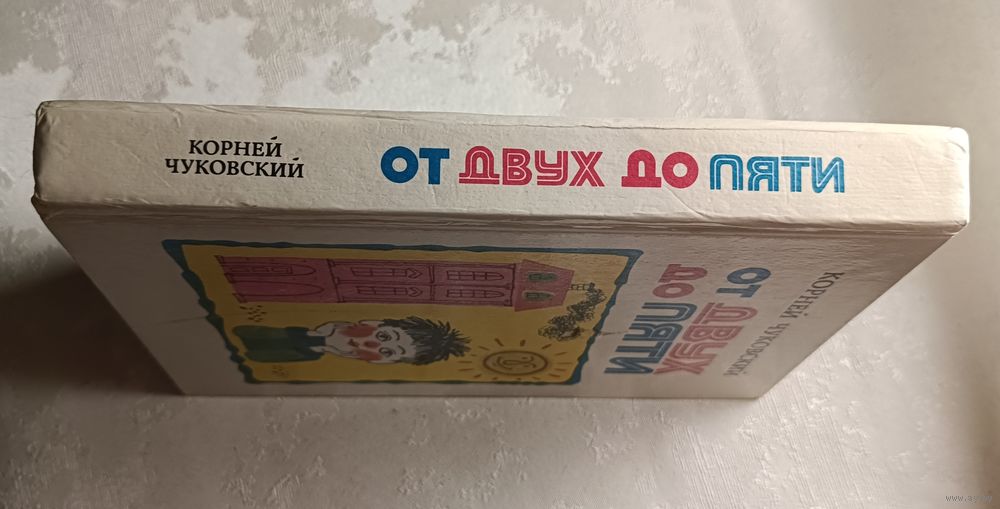 КОРНЕЙ
ЧУКОВСКИЙ
ОТ ДВУХ ДО ПЯТИ
КОРНЕЙ ЧУКОВСКИЙ
ОТ ДВУХ
ДО ПЯТИ